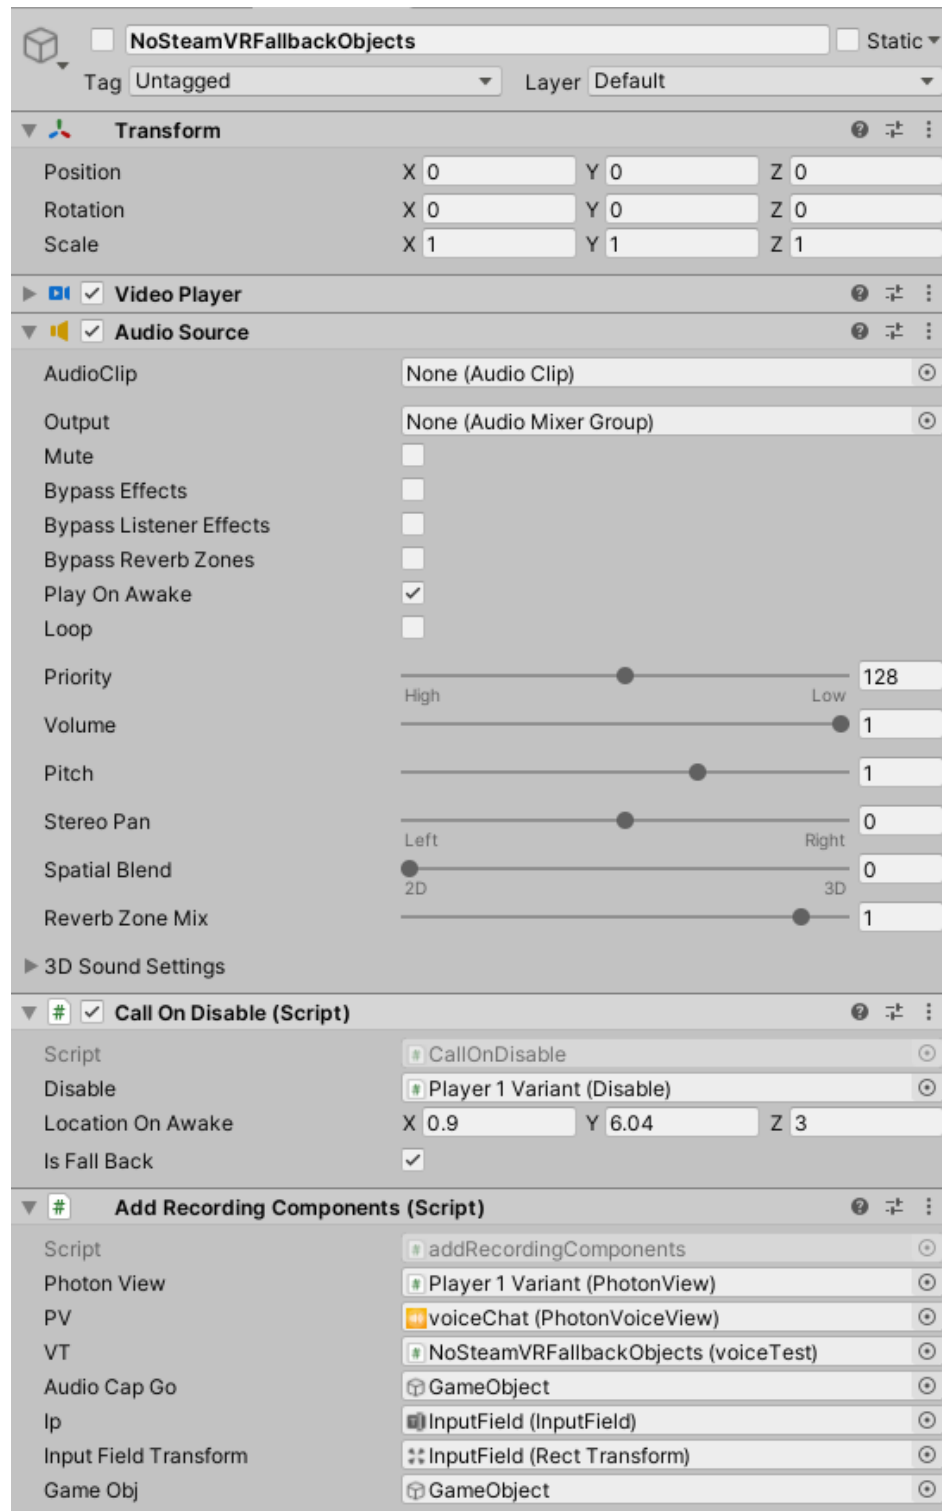 NoSteamVRFallbackObjects Static
Tag Untagged Layer Default
Transform
Position X 0 Y 0 Z 0
Rotation X 0 Y 0 Z 0
Scale X 1 Y 1 Z 1
Video Player
Audio Source
AudioClip None (Audio Clip)
Output None (Audio Mixer Group)
Mute
Bypass Effects
Bypass Listener Effects
Bypass Reverb Zones
Play On Awake
Loop
Priority 128
High Low
Volume 1
Pitch 1
Stereo Pan 0
Left Right
Spatial Blend 0
2D 3D
Reverb Zone Mix 1
3D Sound Settings
# Call On Disable (Script)
Script # CallOnDisable
Disable # Player 1 Variant (Disable)
Location On Awake X 0.9 Y 6.04 Z 3
Is Fall Back
# Add Recording Components (Script)
Script # addRecordingComponents
Photon View # Player 1 Variant (PhotonView)
PV voiceChat (PhotonVoiceView)
VT # NoSteamVRFallbackObjects (voiceTest)
Audio Cap Go GameObject
Ip InputField (InputField)
Input Field Transform InputField (Rect Transform)
Game Obj GameObject